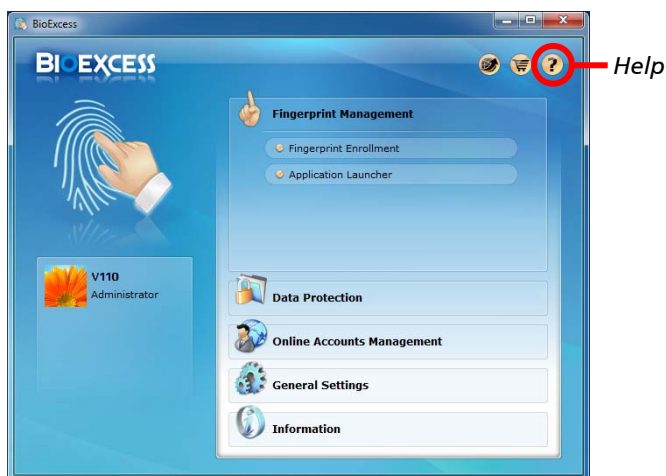 BioExcess
BIOEXCESS
? Help
Fingerprint Management
Fingerprint Enrollment
Application Launcher
V110
Administrator
Data Protection
Online Accounts Management
General Settings
Information